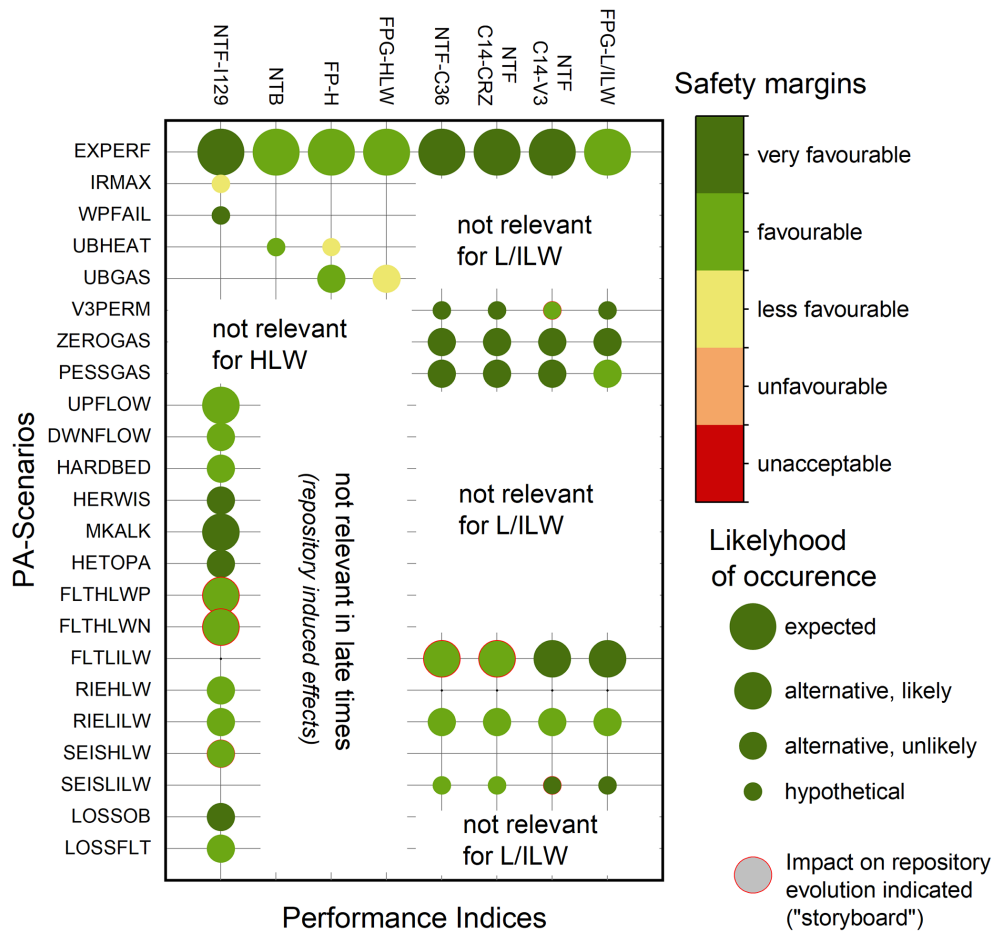 NTF-I129
NTB
FP-H
FPG-HLW
NTF-C36
NTF
C14-CRZ
NTF
C14-V3
FPG-L/ILW
Safety margins
very favourable
favourable
less favourable
unfavourable
unacceptable
PA-Scenarios
EXPERF
IRMAX
WPFAIL
UBHEAT
UBGAS
V3PERM
ZEROGAS
PESSGAS
UPFLOW
DWNFLOW
HARDBED
HERWIS
MKALK
HETOPA
FLTHLWP
FLTHLWN
FLTLILW
RIEHLW
RIELILW
SEISHLW
SEISLILW
LOSSOB
LOSSFLT
not relevant
for L/ILW
not relevant
for HLW
not relevant in late times
(repository induced effects)
not relevant
for L/ILW
not relevant
for L/ILW
Performance Indices
Likelyhood
of occurence
expected
alternative, likely
alternative, unlikely
hypothetical
Impact on repository
evolution indicated
("storyboard")